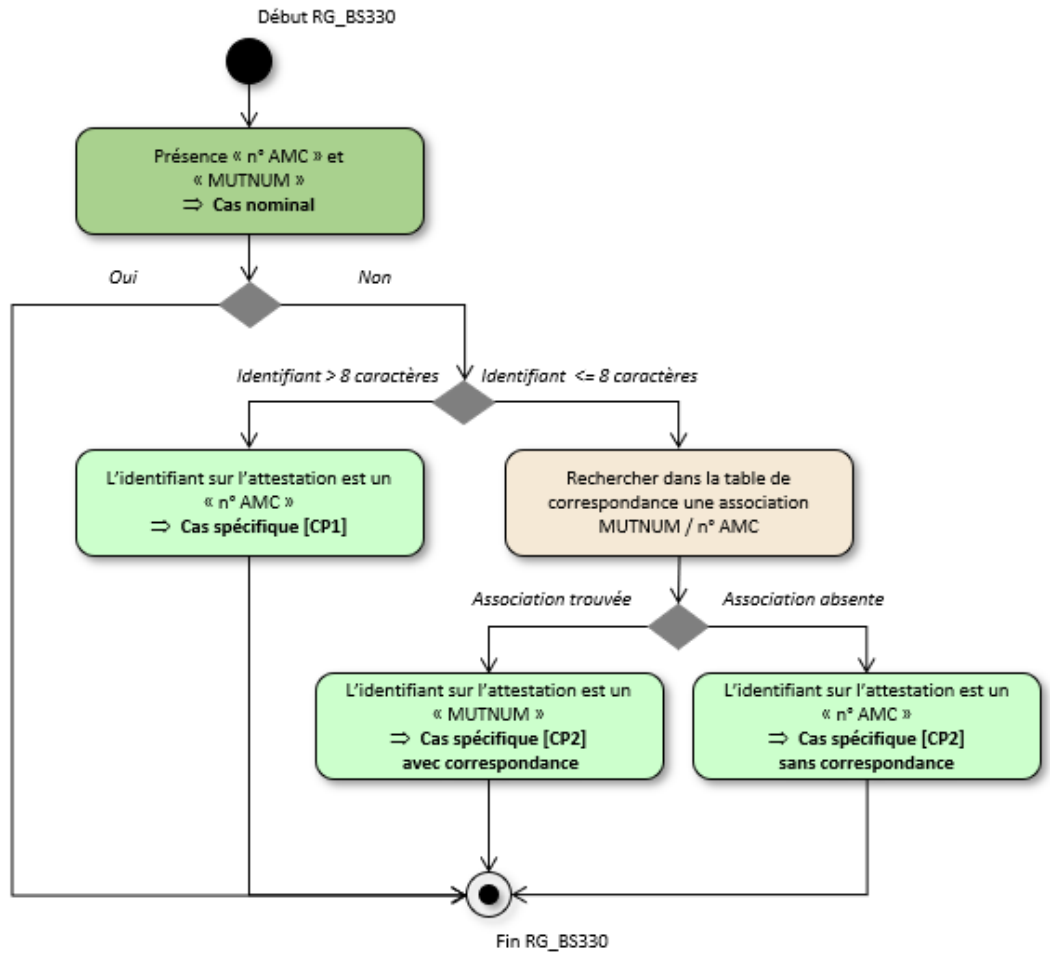 Début RG_BS330
Présence « n° AMC » et
« MUTNUM »
⇒ Cas nominal
Oui
Non
Identifiant > 8 caractères
Identifiant <= 8 caractères
L'identifiant sur l'attestation est un
« n° AMC »
⇒ Cas spécifique [CP1]
Rechercher dans la table de
correspondance une association
MUTNUM / n° AMC
Association trouvée
Association absente
L'identifiant sur l'attestation est un
« MUTNUM »
⇒ Cas spécifique [CP2]
avec correspondance
L'identifiant sur l'attestation est un
« n° AMC »
⇒ Cas spécifique [CP2]
sans correspondance
Fin RG_BS330